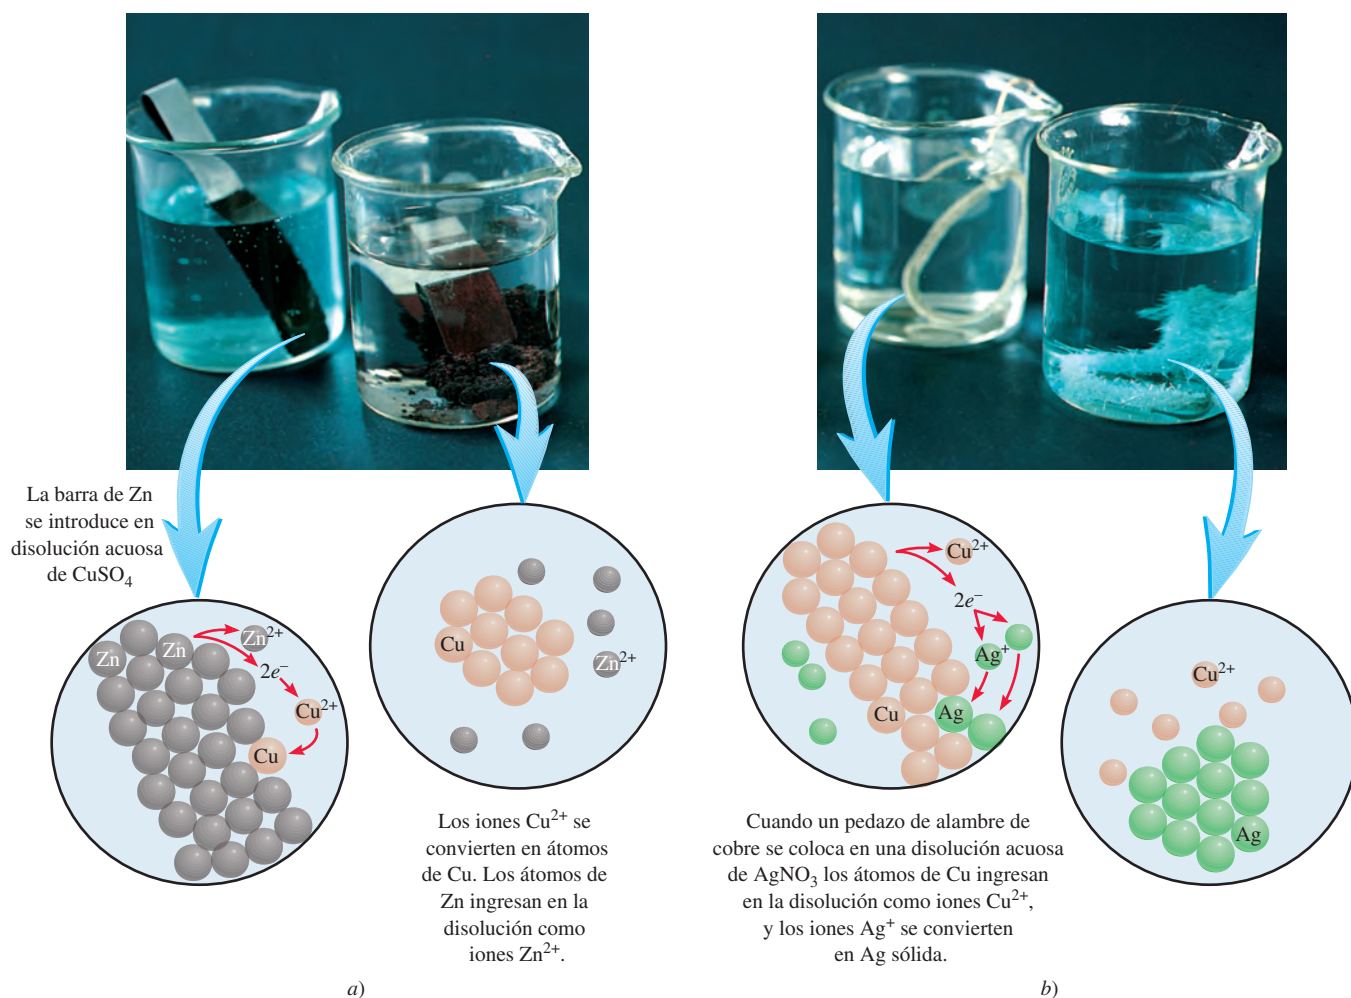 La barra de Zn
se introduce en
disolución acuosa
de CuSO₄
Zn
Zn
Zn²⁺
2e⁻
Cu²⁺
Cu
Cu
Zn²⁺
Los iones Cu²⁺ se
convierten en átomos
de Cu. Los átomos de
Zn ingresan en la
disolución como
iones Zn²⁺.
a)
Cu²⁺
2e⁻
Ag⁺
Cu
Ag
Cuando un pedazo de alambre de
cobre se coloca en una disolución acuosa
de AgNO₃ los átomos de Cu ingresan
en la disolución como iones Cu²⁺,
y los iones Ag⁺ se convierten
en Ag sólida.
Cu²⁺
Ag
b)